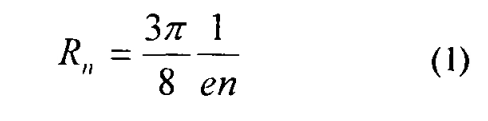 R_n = \frac{3\pi}{8} \frac{1}{en} (1)